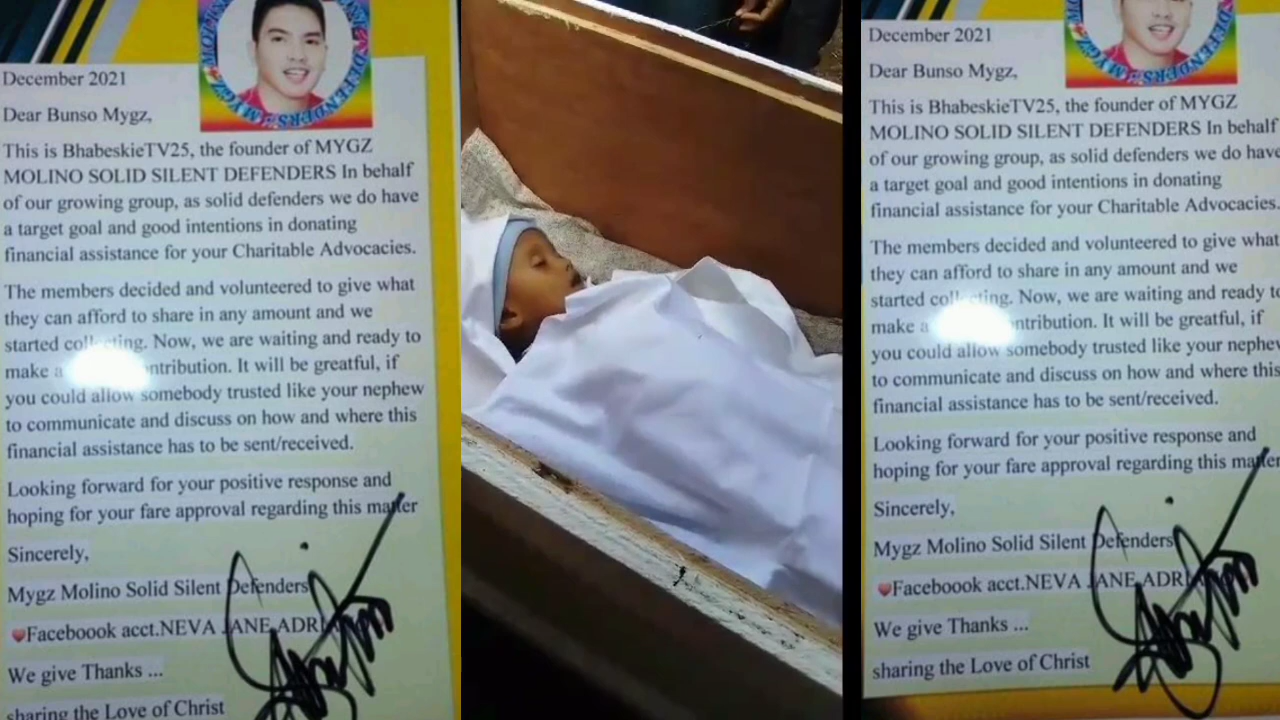 December 2021
Dear Bunso Mygz,
This is BhabeskieTV25, the founder of MYGZ
MOLINO SOLID SILENT DEFENDERS In behalf
of our growing group, as solid defenders we do have
a target goal and good intentions in donating
financial assistance for your Charitable Advocacies.
The members decided and volunteered to give what
they can afford to share in any amount and we
started collecting. Now, we are waiting and ready to
make a
It will be greatful, if
you could allow somebody trusted like your nephew
to communicate and discuss on how and where this
financial assistance has to be sent/received.
Looking forward for your positive response and
hoping for your fare approval regarding this matter
Sincerely,
Mygz Molino Solid Silent Defenders
Faceboook acct.NEVA JANE
We give Thanks ...
sharing the Love of Christ
MYGZ
DEFENDERS
December 2021
Dear Bunso Mygz,
This is BhabeskieTV25, the founder of MYGZ
MOLINO SOLID SILENT DEFENDERS In behalf
of our growing group, as solid defenders we do have
a target goal and good intentions in donating
financial assistance for your Charitable Advocacies.
The members decided and volunteered to give what
they can afford to share in any amount and we
started collecting. Now, we are waiting and ready to
make a
It will be greatful, if
you could allow somebody trusted like your nephew
to communicate and discuss on how and where this
financial assistance has to be sent/received.
Looking forward for your positive response and
hoping for your fare approval regarding this matter
Sincerely,
Mygz Molino Solid Silent Defenders
Faceboook acct.NEVA JANE
We give Thanks ...
sharing the Love of Christ
MYGZ
DEFENDERS